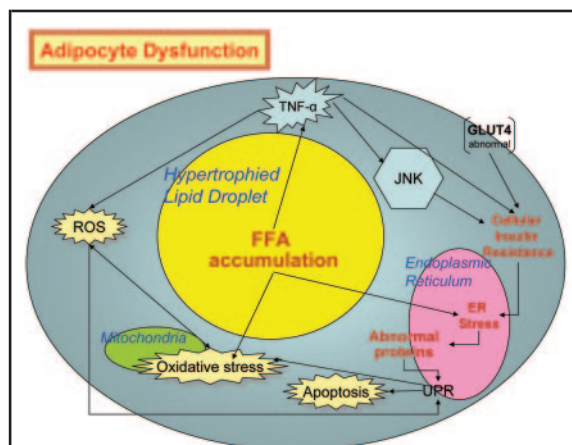 Adipocyte Dysfunction
TNF-α
GLUT4
abnormal
Hypertrophied
Lipid Droplet
JNK
ROS
Cellular
Insulin
Resistance
FFA
accumulation
Endoplasmic
Reticulum
ER
Stress
Mitochondria
Abnormal
proteins
Oxidative stress
Apoptosis
UPR